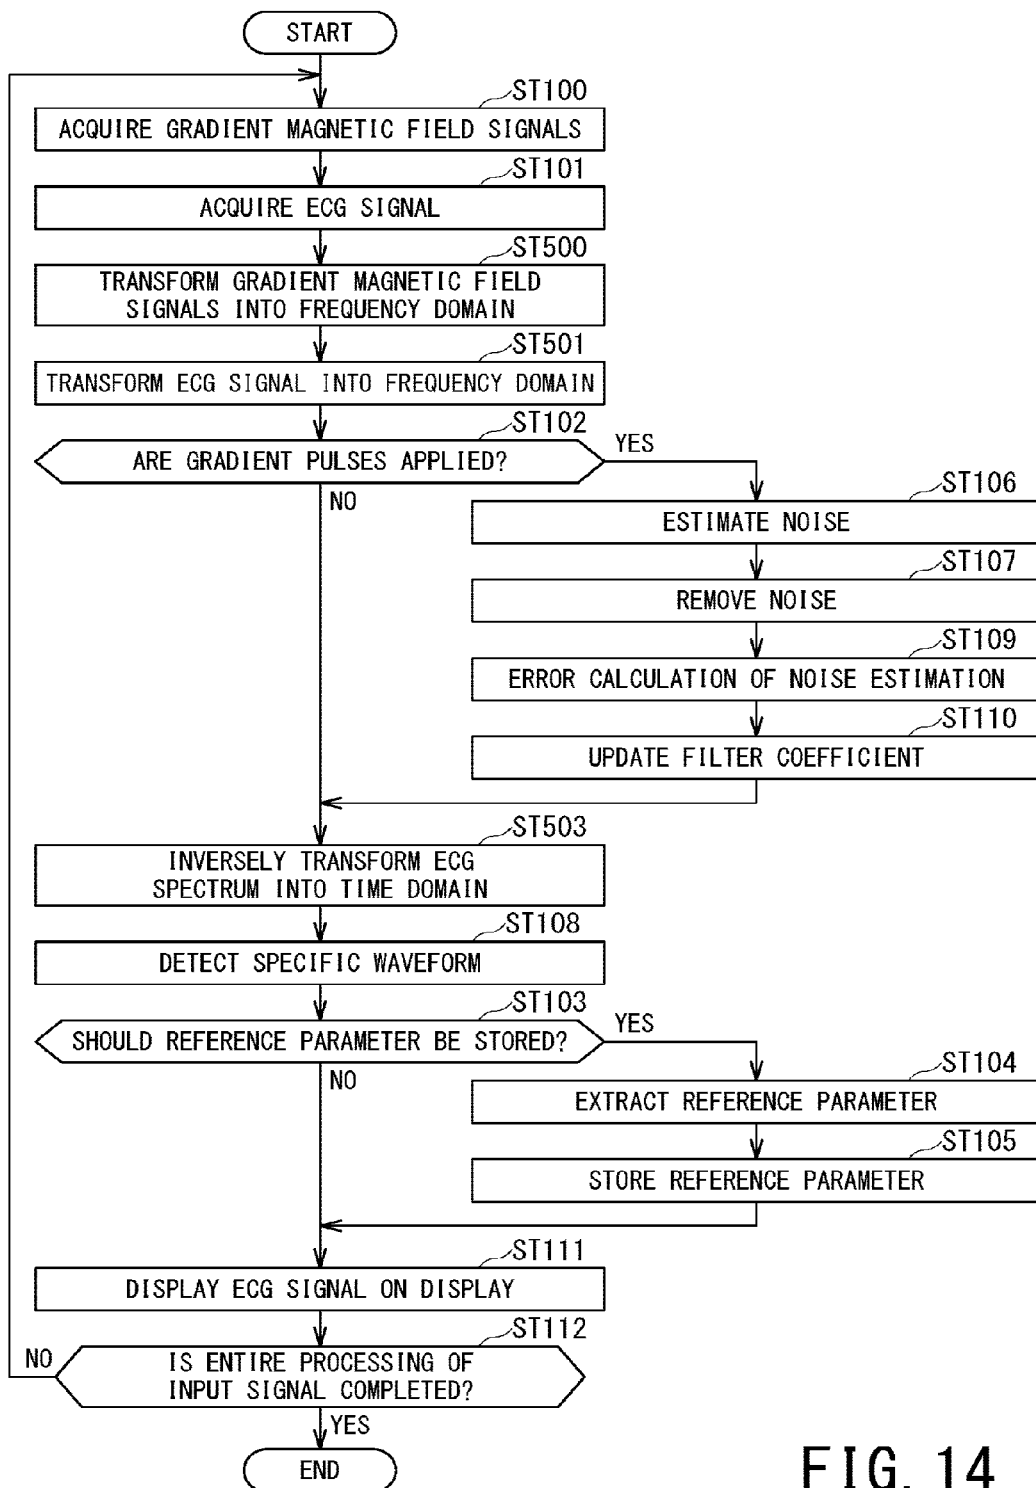 START
ST100
ACQUIRE GRADIENT MAGNETIC FIELD SIGNALS
ST101
ACQUIRE ECG SIGNAL
ST500
TRANSFORM GRADIENT MAGNETIC FIELD
SIGNALS INTO FREQUENCY DOMAIN
ST501
TRANSFORM ECG SIGNAL INTO FREQUENCY DOMAIN
ST102
ARE GRADIENT PULSES APPLIED?
YES
NO
ST106
ESTIMATE NOISE
ST107
REMOVE NOISE
ST109
ERROR CALCULATION OF NOISE ESTIMATION
ST110
UPDATE FILTER COEFFICIENT
ST503
INVERSELY TRANSFORM ECG
SPECTRUM INTO TIME DOMAIN
ST108
DETECT SPECIFIC WAVEFORM
ST103
SHOULD REFERENCE PARAMETER BE STORED?
YES
NO
ST104
EXTRACT REFERENCE PARAMETER
ST105
STORE REFERENCE PARAMETER
ST111
DISPLAY ECG SIGNAL ON DISPLAY
ST112
NO
IS ENTIRE PROCESSING OF
INPUT SIGNAL COMPLETED?
YES
END
FIG. 14